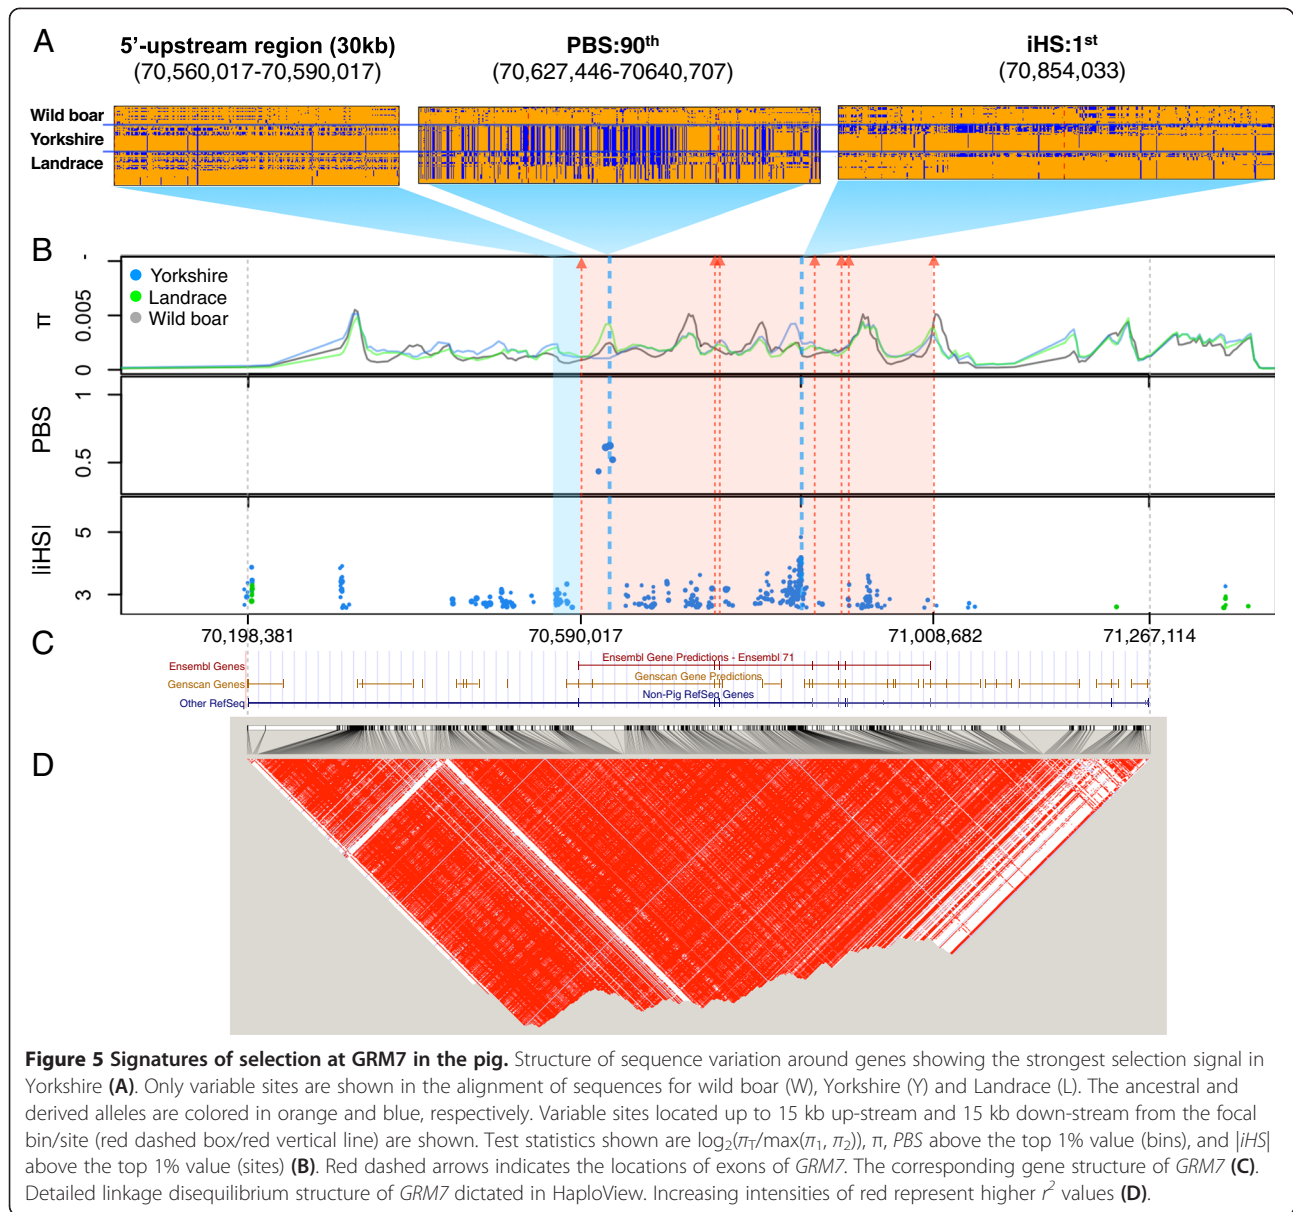 A
5'-upstream region (30kb)
(70,560,017-70,590,017)
PBS:90th
(70,627,446-70640,707)
iHS:1st
(70,854,033)
Wild boar
Yorkshire
Landrace
B
Yorkshire
Landrace
Wild boar
π
0.005
0
PBS
1
0.5
|iHS|
5
3
70,198,381
70,590,017
71,008,682
71,267,114
C
Ensembl Gene Predictions - Ensembl 71
Ensembl Genes
Genscan Gene Predictions
Genscan Genes
Non-Pig RefSeq Genes
Other RefSeq
D
Figure 5 Signatures of selection at GRM7 in the pig. Structure of sequence variation around genes showing the strongest selection signal in
Yorkshire (A). Only variable sites are shown in the alignment of sequences for wild boar (W), Yorkshire (Y) and Landrace (L). The ancestral and
derived alleles are colored in orange and blue, respectively. Variable sites located up to 15 kb up-stream and 15 kb down-stream from the focal
bin/site (red dashed box/red vertical line) are shown. Test statistics shown are log2(πT/max(π1, π2)), π, PBS above the top 1% value (bins), and |iHS|
above the top 1% value (sites) (B). Red dashed arrows indicates the locations of exons of GRM7. The corresponding gene structure of GRM7 (C).
Detailed linkage disequilibrium structure of GRM7 dictated in HaploView. Increasing intensities of red represent higher r2 values (D).